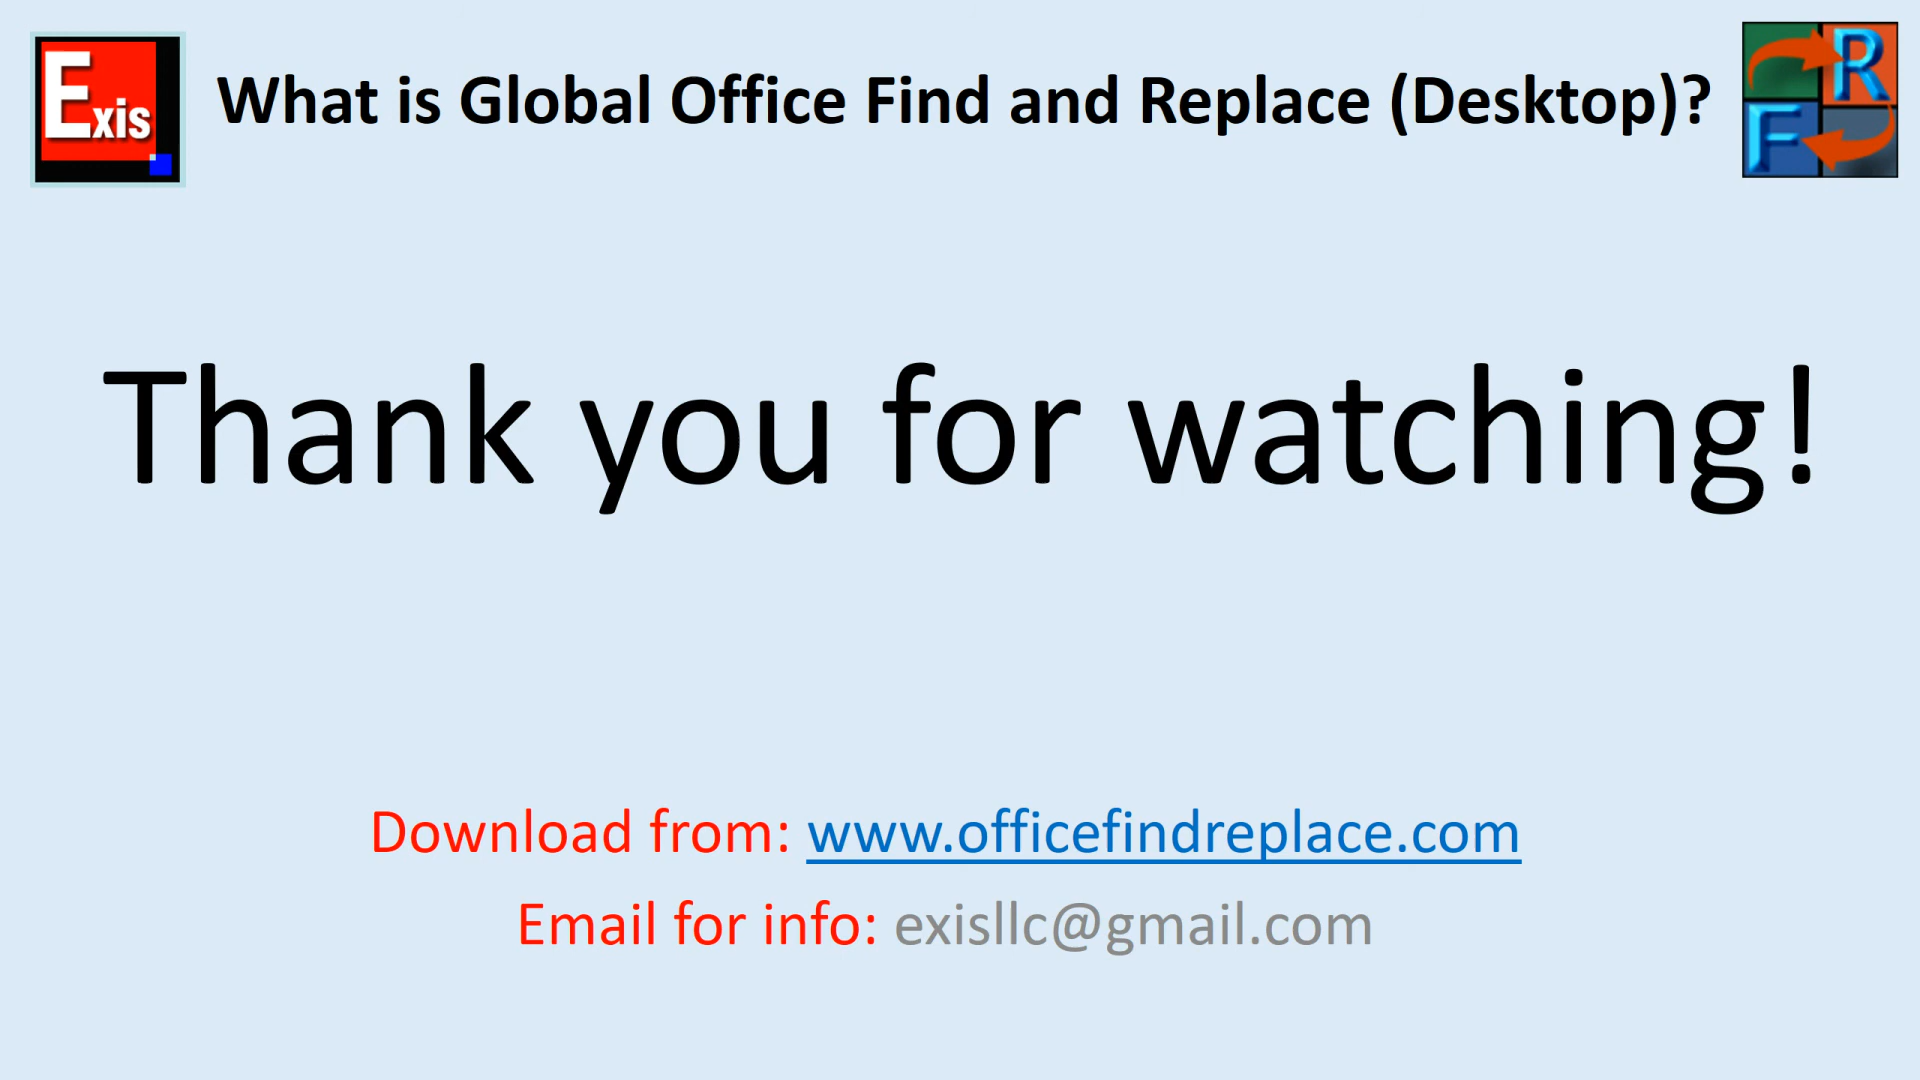 Exis
What is Global Office Find and Replace (Desktop)?
R
F
Thank you for watching!
Download from: www.officefindreplace.com
Email for info: exisllc@gmail.com